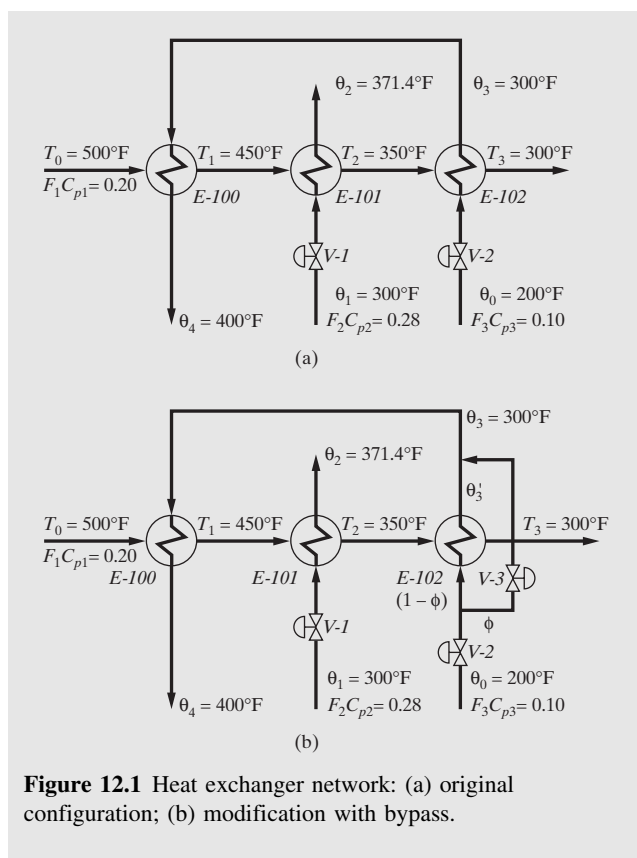 θ₂ = 371.4°F
θ₃ = 300°F
T₀ = 500°F
T₁ = 450°F
T₂ = 350°F
T₃ = 300°F
F₁Cₚ₁= 0.20
E-100
E-101
E-102
V-1
V-2
θ₁ = 300°F
θ₀ = 200°F
θ₄ = 400°F
F₂Cₚ₂= 0.28
F₃Cₚ₃= 0.10
(a)
θ₃ = 300°F
θ₂ = 371.4°F
θ₃'
T₀ = 500°F
T₁ = 450°F
T₂ = 350°F
T₃ = 300°F
F₁Cₚ₁= 0.20
E-100
E-101
E-102
V-3
(1 – ϕ)
ϕ
V-1
V-2
θ₁ = 300°F
θ₀ = 200°F
θ₄ = 400°F
F₂Cₚ₂= 0.28
F₃Cₚ₃= 0.10
(b)
Figure 12.1 Heat exchanger network: (a) original
configuration; (b) modification with bypass.